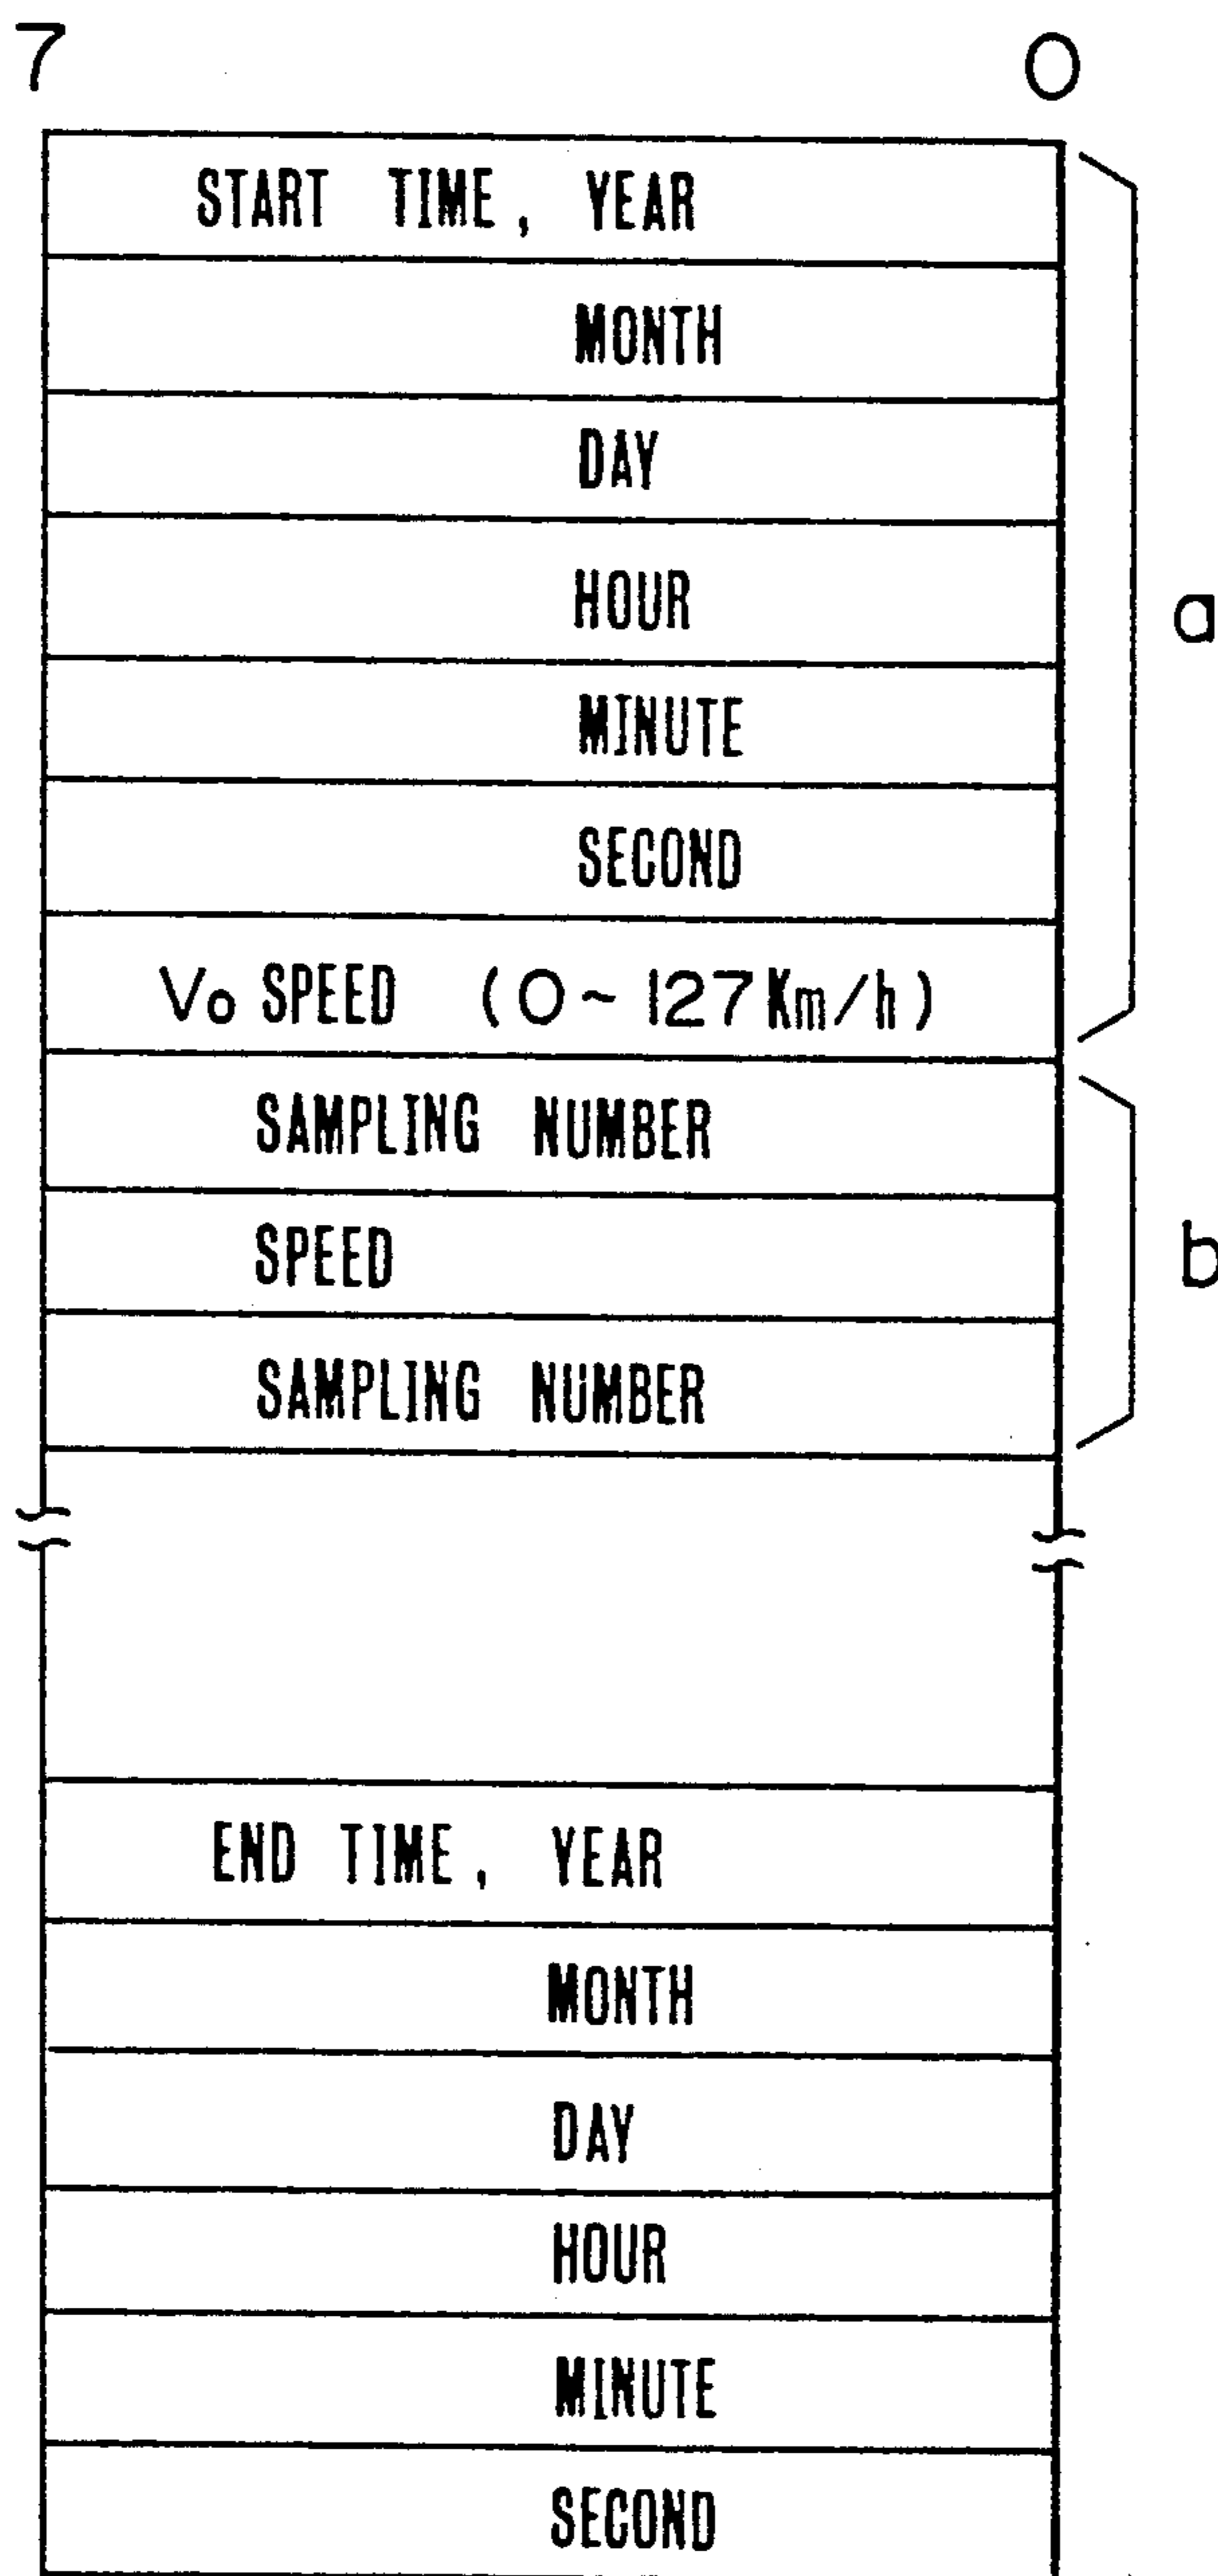 7 0
START TIME, YEAR
MONTH
DAY
HOUR
a
MINUTE
SECOND
Vo SPEED (0~127Km/h)
SAMPLING NUMBER
SPEED
b
SAMPLING NUMBER
END TIME, YEAR
MONTH
DAY
HOUR
MINUTE
SECOND